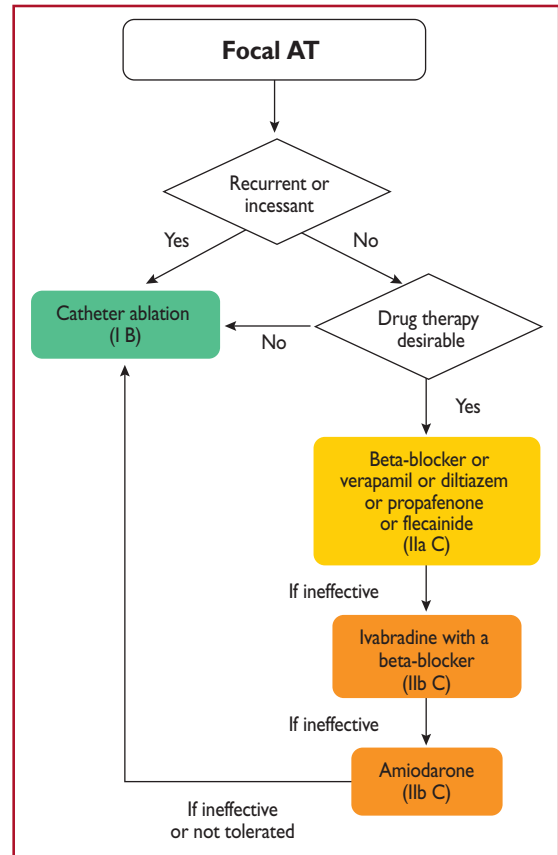 Focal AT
Recurrent or
incessant
Yes
No
Catheter ablation
(I B)
No
Drug therapy
desirable
Yes
Beta-blocker or
verapamil or diltiazem
or propafenone
or flecainide
(IIa C)
If ineffective
Ivabradine with a
beta-blocker
(IIb C)
If ineffective
Amiodarone
(IIb C)
If ineffective
or not tolerated